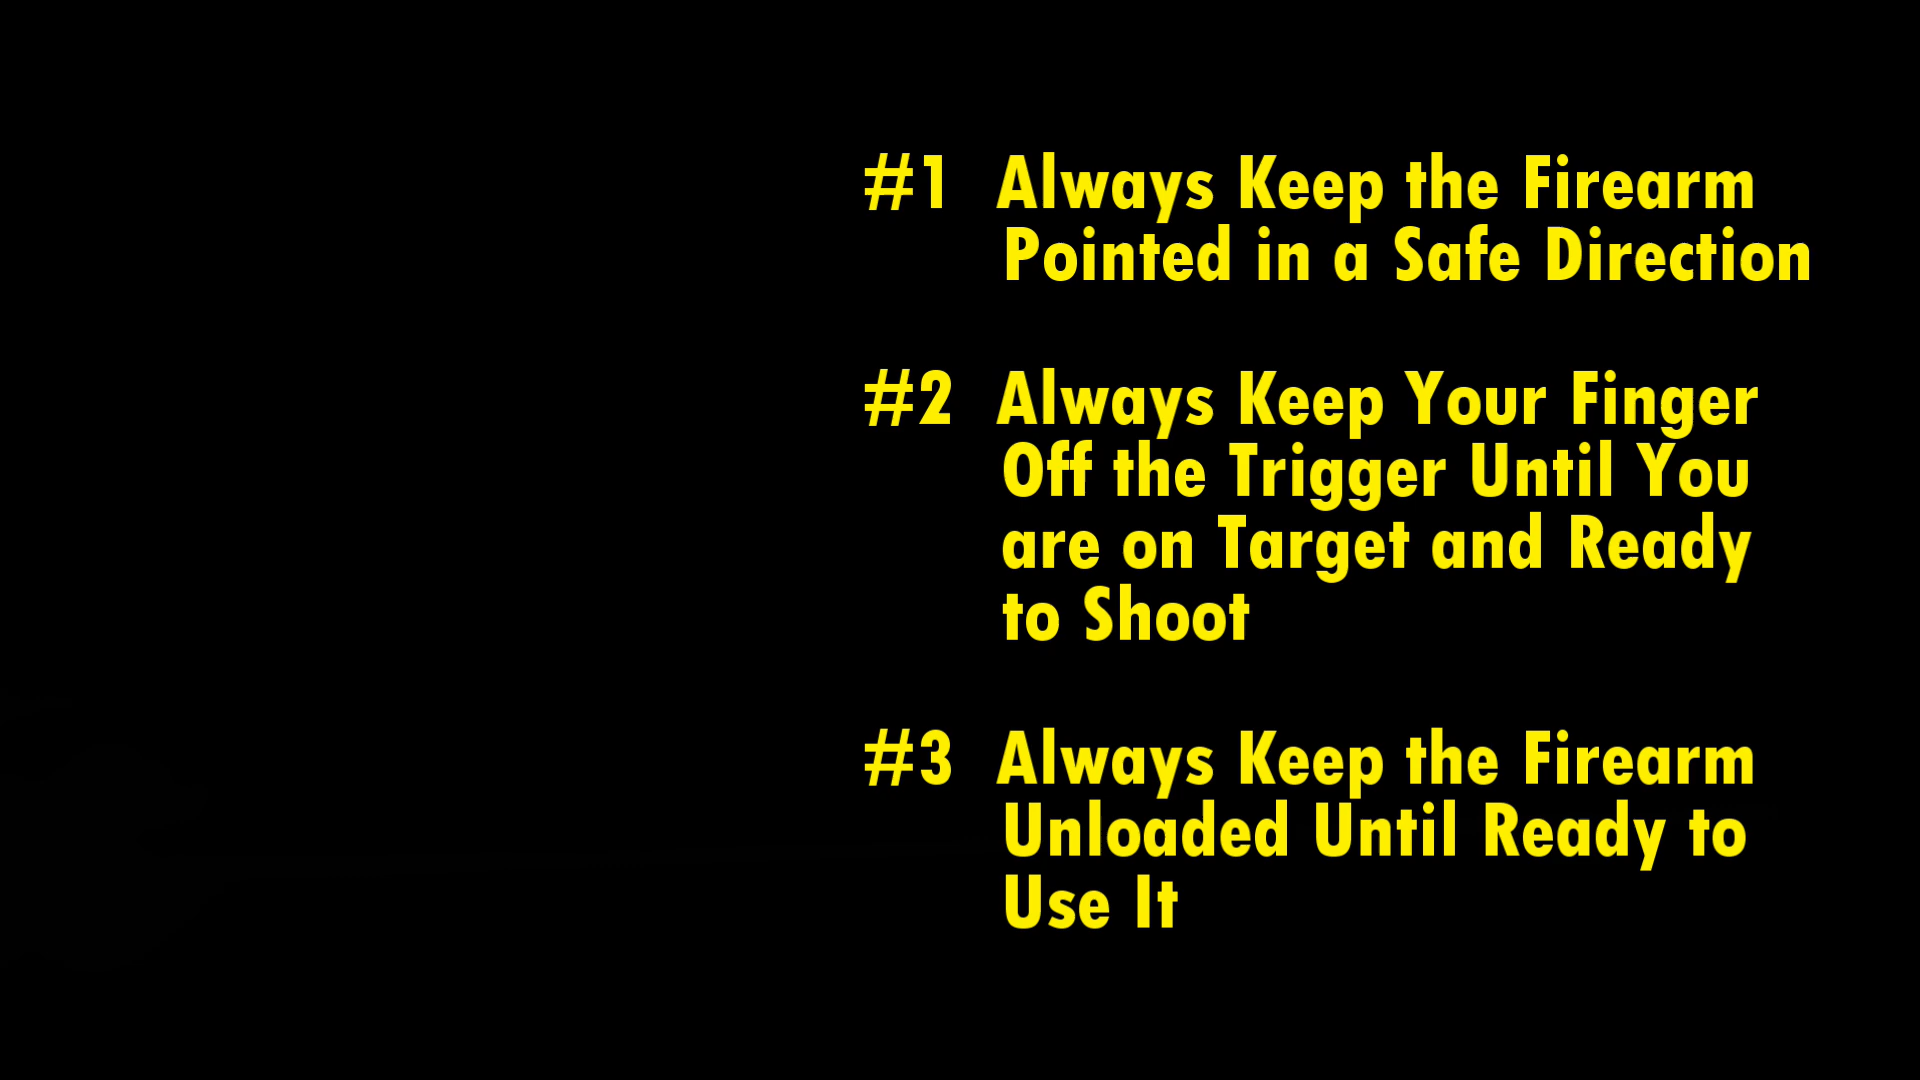 #1 Always Keep the Firearm
Pointed in a Safe Direction
#2 Always Keep Your Finger
Off the Trigger Until You
are on Target and Ready
to Shoot
#3 Always Keep the Firearm
Unloaded Until Ready to
Use It